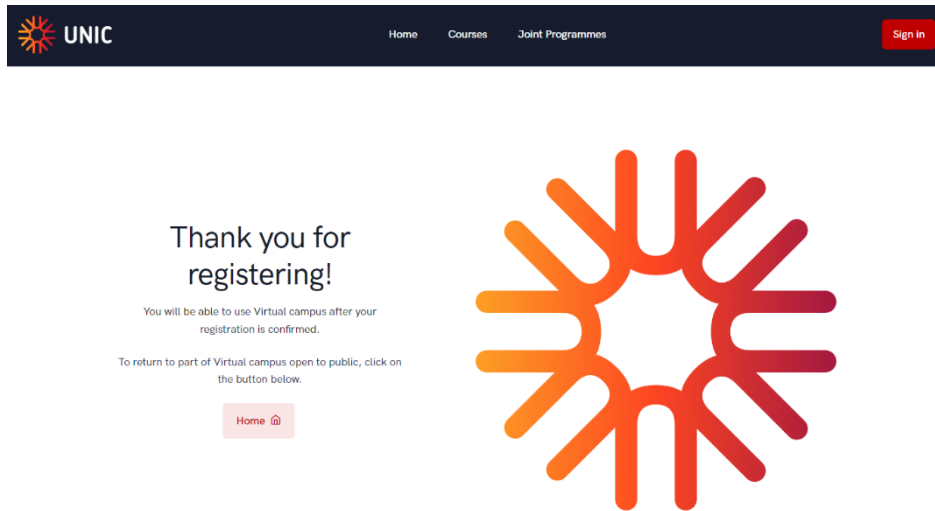 UNIC
Home Courses Joint Programmes
Sign in
Thank you for
registering!
You will be able to use Virtual campus after your
registration is confirmed.
To return to part of Virtual campus open to public, click on
the button below.
Home